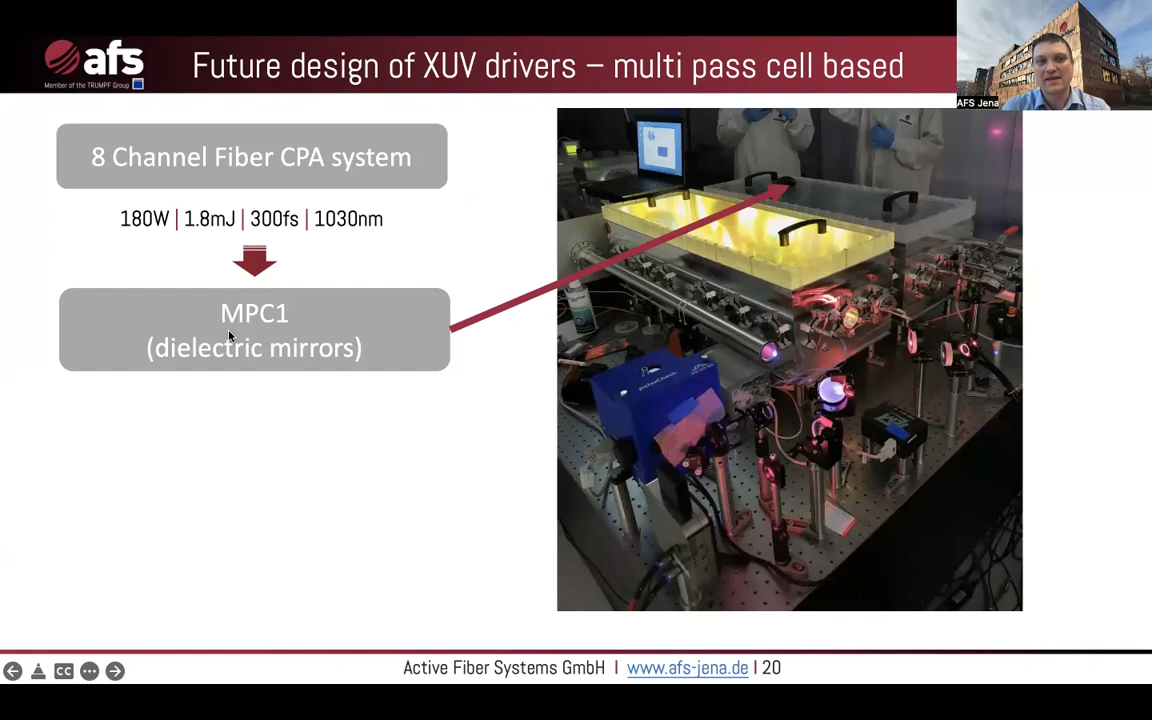 afs
Member of the TRUMPF Group
Future design of XUV drivers – multi pass cell based
AFS Jena
8 Channel Fiber CPA system
180W | 1.8mJ | 300fs | 1030nm
MPC1
(dielectric mirrors)
pulseCheck
CC
Active Fiber Systems GmbH | www.afs-jena.de | 20